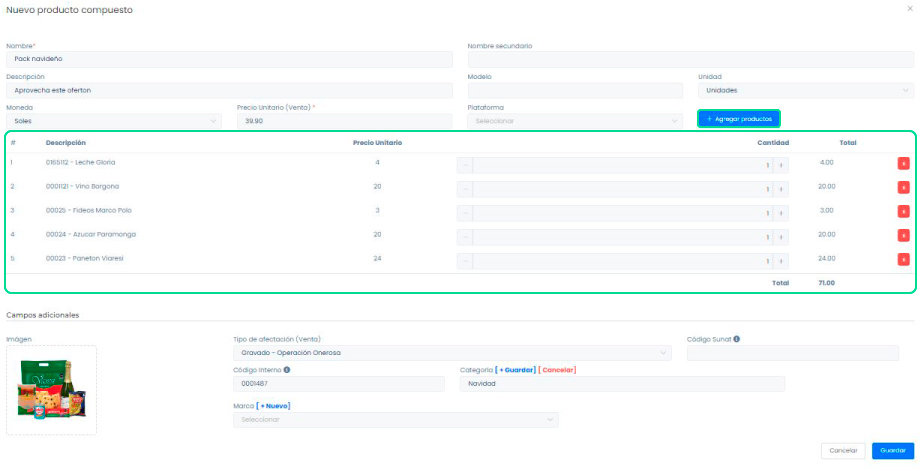 Nuevo producto compuesto ×
Nombre* Nombre secundario
Pack navideño
Descripción Modelo Unidad
Aprovecha este oferton Unidades
Moneda Precio Unitario (Venta) * Plataforma
Soles 39.90 Seleccionar + Agregar productos
# Descripción Precio Unitario Cantidad Total
1 0185112 - Leche Gloria 4 - 1 + 4.00
2 0001121 - Vino Borgona 20 - 1 + 20.00
3 00025 - Fideos Marco Polo 3 - 1 + 3.00
4 00024 - Azucar Paramonga 20 - 1 + 20.00
5 00023 - Paneton Viaresi 24 - 1 + 24.00
Total 71.00
Campos adicionales
Imágen Tipo de afectación (Venta) Código Sunat
Gravado - Operación Onerosa
Código Interno Categoría [ + Guardar] [ Cancelar]
0001487 Navidad
Marca [ + Nuevo]
Seleccionar
Cancelar Guardar